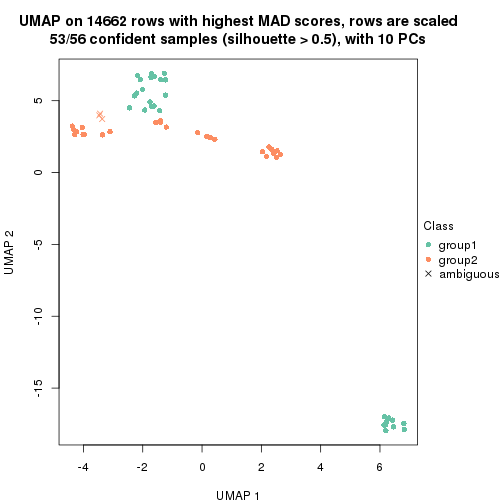 UMAP on 14662 rows with highest MAD scores, rows are scaled
53/56 confident samples (silhouette > 0.5), with 10 PCs
5
0
-5
-10
-15
UMAP 2
-4
-2
0
2
4
6
UMAP 1
Class
group1
group2
ambiguous